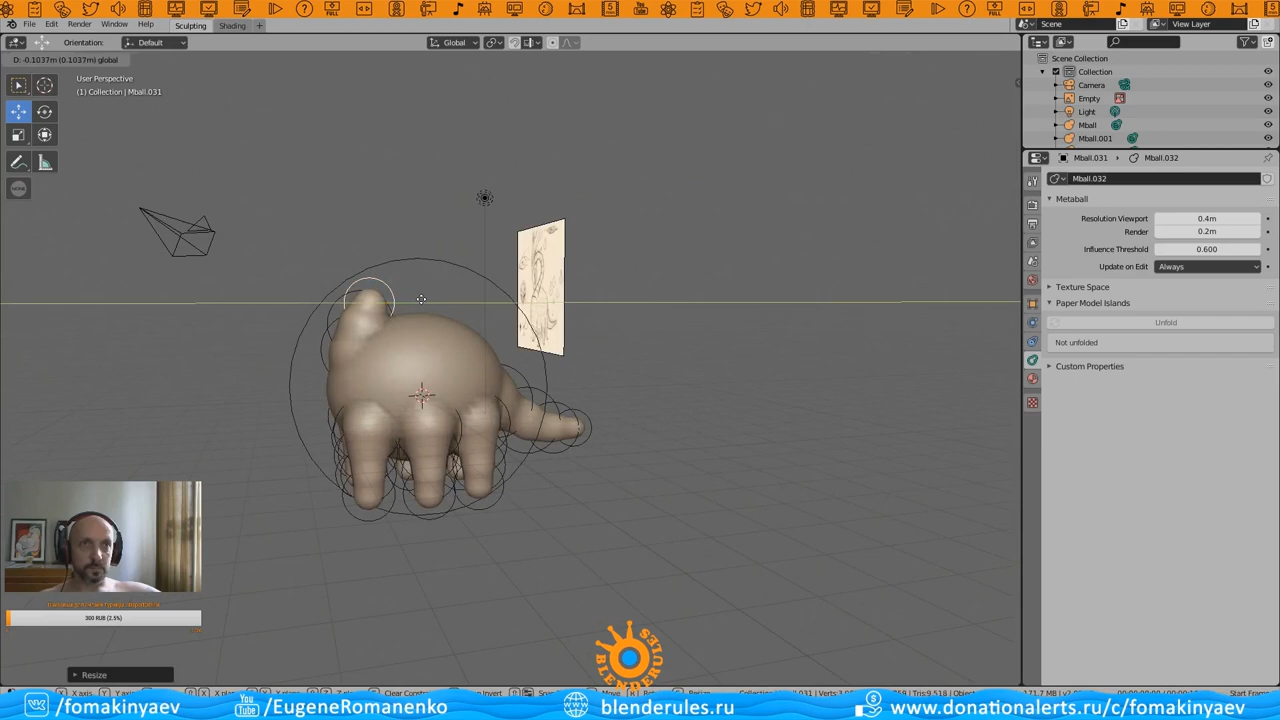 File Edit Render Window Help Sculpting Shading + Scene View Layer
Orientation: Default Global
D: -0.1037m (0.1037m) global
User Perspective
(1) Collection | Mball.031
Scene Collection
Collection
Camera
Empty
Light
Mball
Mball.001
Mball.031 Mball.032
Mball.032
Metaball
Resolution Viewport 0.4m
Render 0.2m
Influence Threshold 0.600
Update on Edit Always
Texture Space
Paper Model Islands
Unfold
Not unfolded
Custom Properties
300 RUB (2.5%)
Resize
BLENDERULES
/fomakinyaev
You Tube /EugeneRomanenko
blenderules.ru
www.donationalerts.ru/c/fomakinyaev